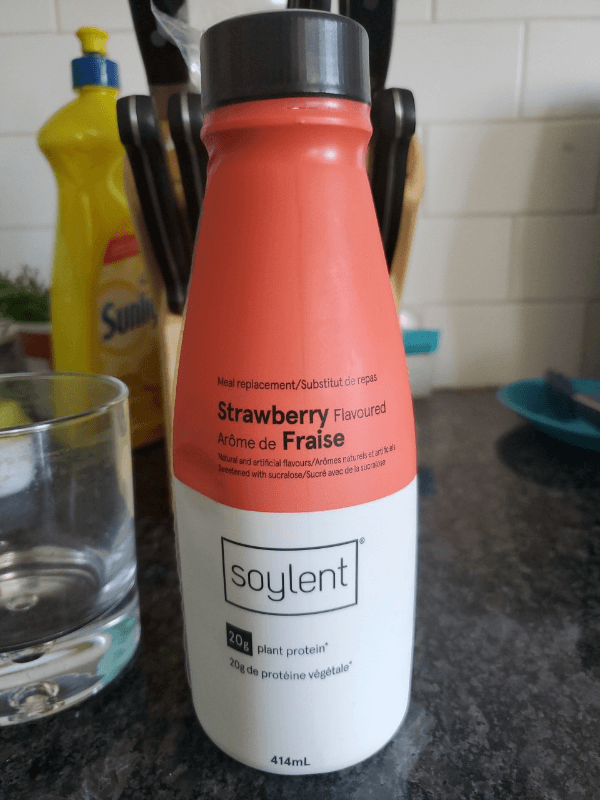 Meal replacement/Substitut de repas
Strawberry Flavoured
Arôme de Fraise
Natural and artificial flavours/Arômes naturels et artificiels
Sweetened with sucralose/Sucré avec de la sucralose
soylent®
20g plant protein*
20g de protéine végétale*
414mL